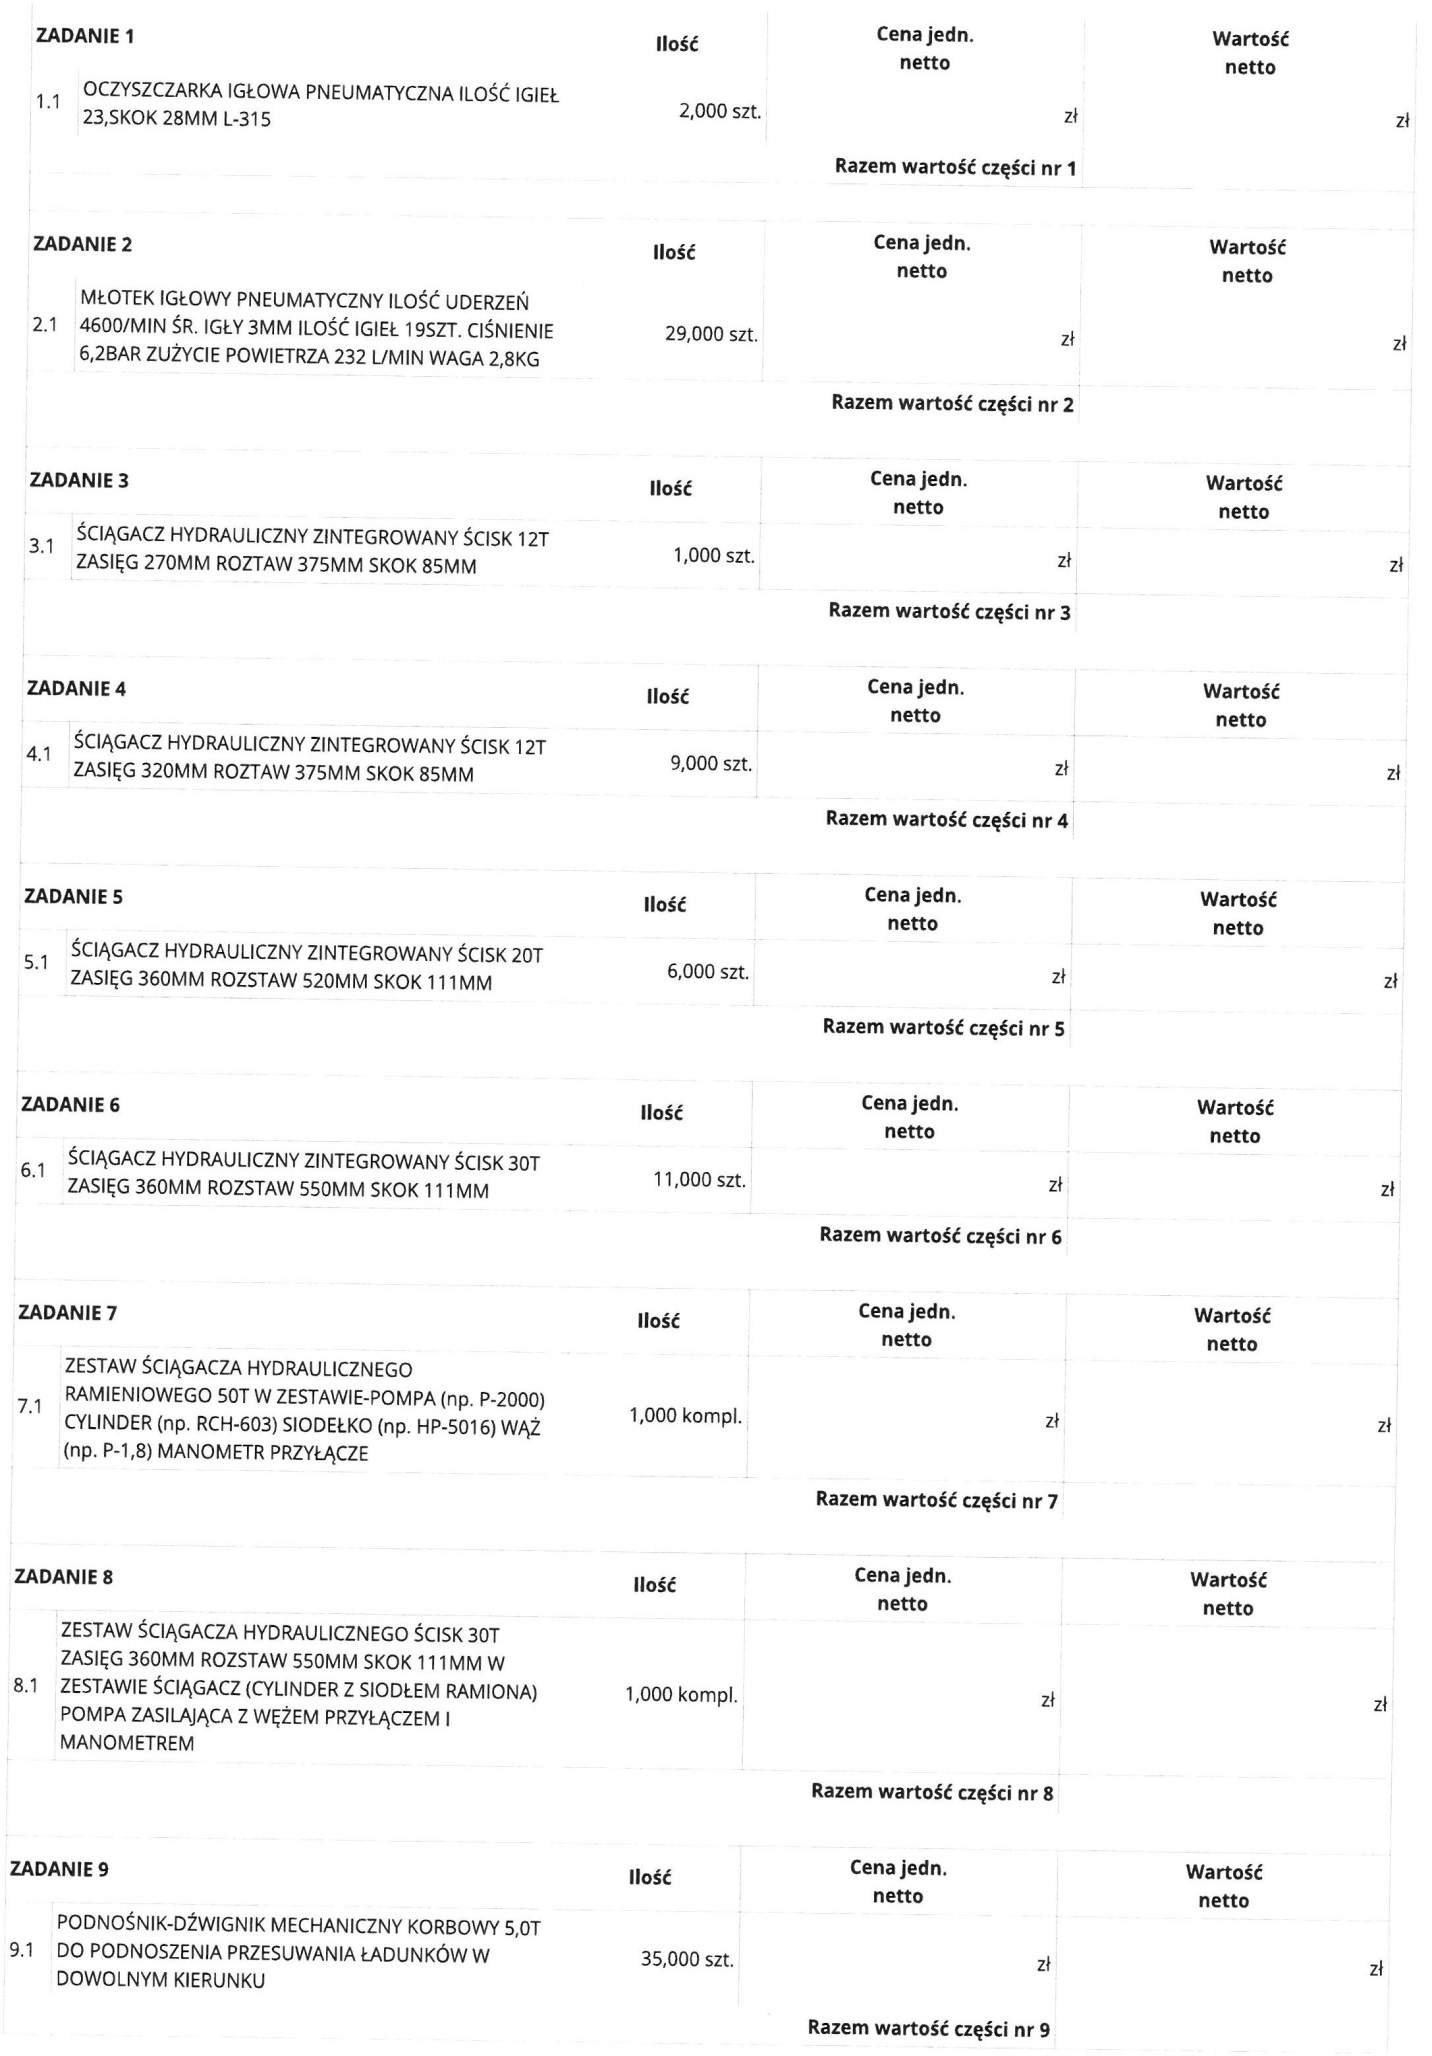 ZADANIE 1 Ilość Cena jedn. netto Wartość netto
1.1 OCZYSZCZARKA IGŁOWA PNEUMATYCZNA ILOŚĆ IGIEŁ
23,SKOK 28MM L-315 2,000 szt. zł zł
Razem wartość części nr 1
ZADANIE 2 Ilość Cena jedn. netto Wartość netto
MŁOTEK IGŁOWY PNEUMATYCZNY ILOŚĆ UDERZEŃ
2.1 4600/MIN ŚR. IGŁY 3MM ILOŚĆ IGIEŁ 19SZT. CIŚNIENIE 29,000 szt. zł zł
6,2BAR ZUŻYCIE POWIETRZA 232 L/MIN WAGA 2,8KG
Razem wartość części nr 2
ZADANIE 3 Ilość Cena jedn. netto Wartość netto
3.1 ŚCIĄGACZ HYDRAULICZNY ZINTEGROWANY ŚCISK 12T
ZASIĘG 270MM ROZTAW 375MM SKOK 85MM 1,000 szt. zł zł
Razem wartość części nr 3
ZADANIE 4 Ilość Cena jedn. netto Wartość netto
4.1 ŚCIĄGACZ HYDRAULICZNY ZINTEGROWANY ŚCISK 12T
ZASIĘG 320MM ROZTAW 375MM SKOK 85MM 9,000 szt. zł zł
Razem wartość części nr 4
ZADANIE 5 Ilość Cena jedn. netto Wartość netto
5.1 ŚCIĄGACZ HYDRAULICZNY ZINTEGROWANY ŚCISK 20T
ZASIĘG 360MM ROZSTAW 520MM SKOK 111MM 6,000 szt. zł zł
Razem wartość części nr 5
ZADANIE 6 Ilość Cena jedn. netto Wartość netto
6.1 ŚCIĄGACZ HYDRAULICZNY ZINTEGROWANY ŚCISK 30T
ZASIĘG 360MM ROZSTAW 550MM SKOK 111MM 11,000 szt. zł zł
Razem wartość części nr 6
ZADANIE 7 Ilość Cena jedn. netto Wartość netto
ZESTAW ŚCIĄGACZA HYDRAULICZNEGO
7.1 RAMIENIOWEGO 50T W ZESTAWIE-POMPA (np. P-2000)
CYLINDER (np. RCH-603) SIODEŁKO (np. HP-5016) WĄŻ 1,000 kompl. zł zł
(np. P-1,8) MANOMETR PRZYŁĄCZE
Razem wartość części nr 7
ZADANIE 8 Ilość Cena jedn. netto Wartość netto
ZESTAW ŚCIĄGACZA HYDRAULICZNEGO ŚCISK 30T
ZASIĘG 360MM ROZSTAW 550MM SKOK 111MM W
8.1 ZESTAWIE ŚCIĄGACZ (CYLINDER Z SIODŁEM RAMIONA) 1,000 kompl. zł zł
POMPA ZASILAJĄCA Z WĘŻEM PRZYŁĄCZEM I
MANOMETREM
Razem wartość części nr 8
ZADANIE 9 Ilość Cena jedn. netto Wartość netto
PODNOŚNIK-DŹWIGNIK MECHANICZNY KORBOWY 5,0T
9.1 DO PODNOSZENIA PRZESUWANIA ŁADUNKÓW W 35,000 szt. zł zł
DOWOLNYM KIERUNKU
Razem wartość części nr 9